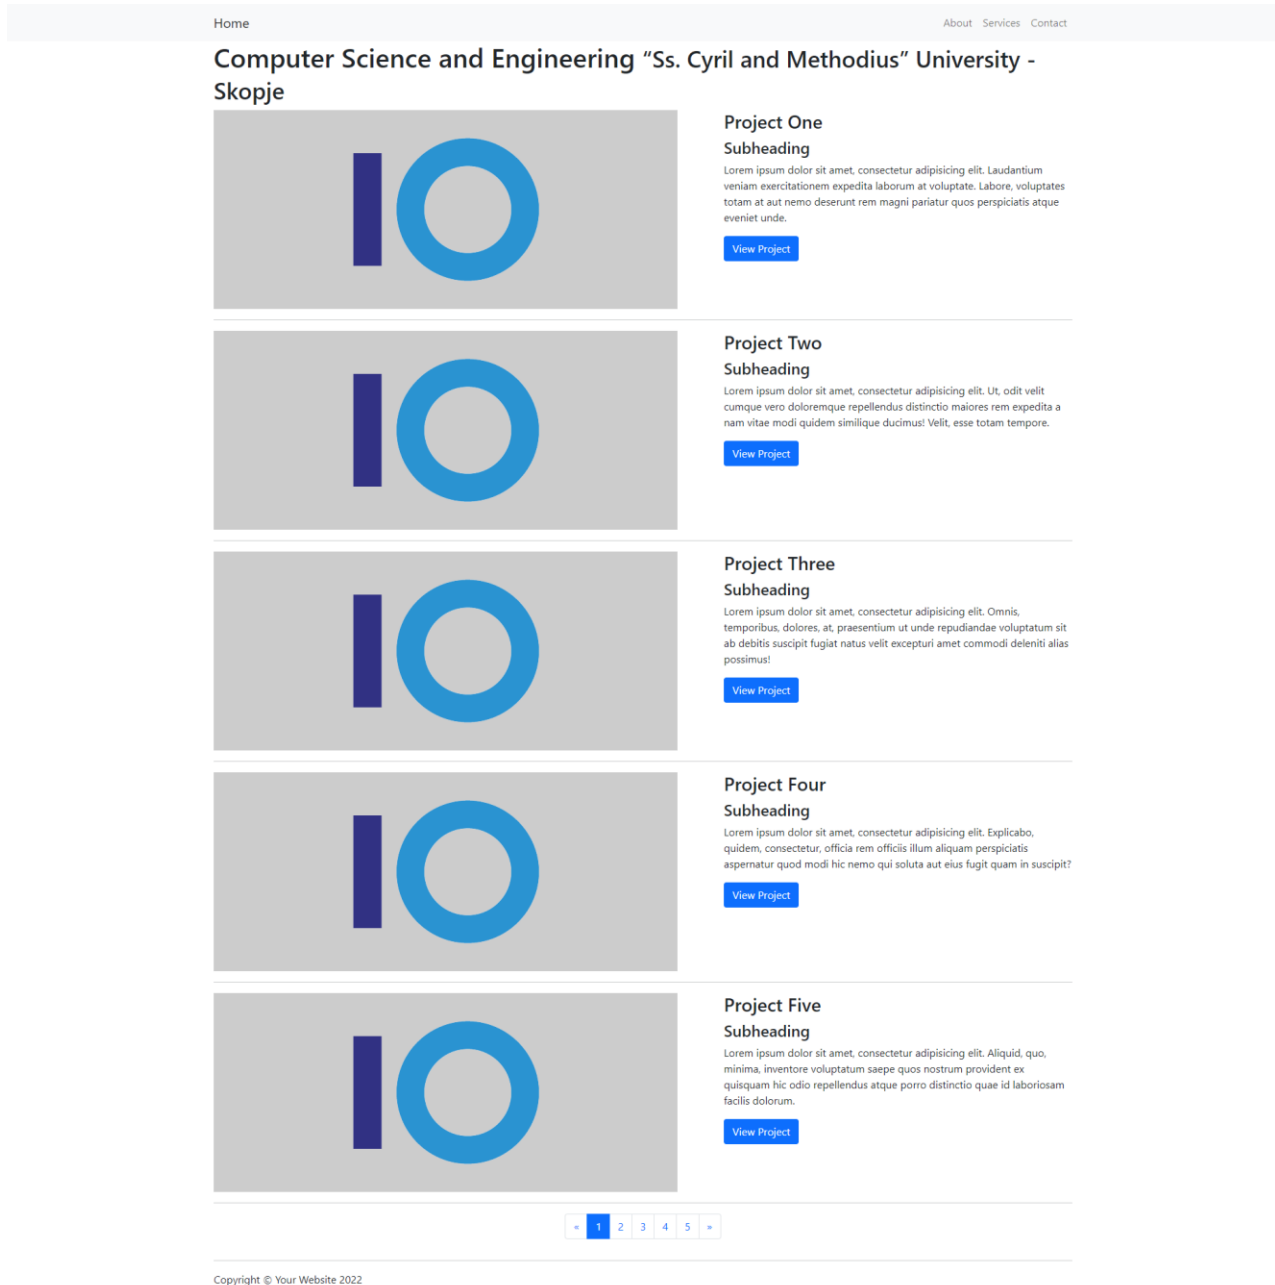 Home
About Services Contact
Computer Science and Engineering “Ss. Cyril and Methodius” University -
Skopje
Project One
Subheading
Lorem ipsum dolor sit amet, consectetur adipisicing elit. Laudantium
veniam exercitationem expedita laborum at voluptate. Labore, voluptates
totam at aut nemo deserunt rem magni pariatur quos perspiciatis atque
eveniet unde.
View Project
Project Two
Subheading
Lorem ipsum dolor sit amet, consectetur adipisicing elit. Ut, odit velit
cumque vero doloremque repellendus distinctio maiores rem expedita a
nam vitae modi quidem similique ducimus! Velit, esse totam tempore.
View Project
Project Three
Subheading
Lorem ipsum dolor sit amet, consectetur adipisicing elit. Omnis,
temporibus, dolores, at, praesentium ut unde repudiandae voluptatum sit
ab debitis suscipit fugiat natus velit excepturi amet commodi deleniti alias
possimus!
View Project
Project Four
Subheading
Lorem ipsum dolor sit amet, consectetur adipisicing elit. Explicabo,
quidem, consectetur, officia rem officiis illum aliquam perspiciatis
aspernatur quod modi hic nemo qui soluta aut eius fugit quam in suscipit?
View Project
Project Five
Subheading
Lorem ipsum dolor sit amet, consectetur adipisicing elit. Aliquid, quo,
minima, inventore voluptatum saepe quos nostrum provident ex
quisquam hic odio repellendus atque porro distinctio quae id laboriosam
facilis dolorum.
View Project
« 1 2 3 4 5 »
Copyright © Your Website 2022